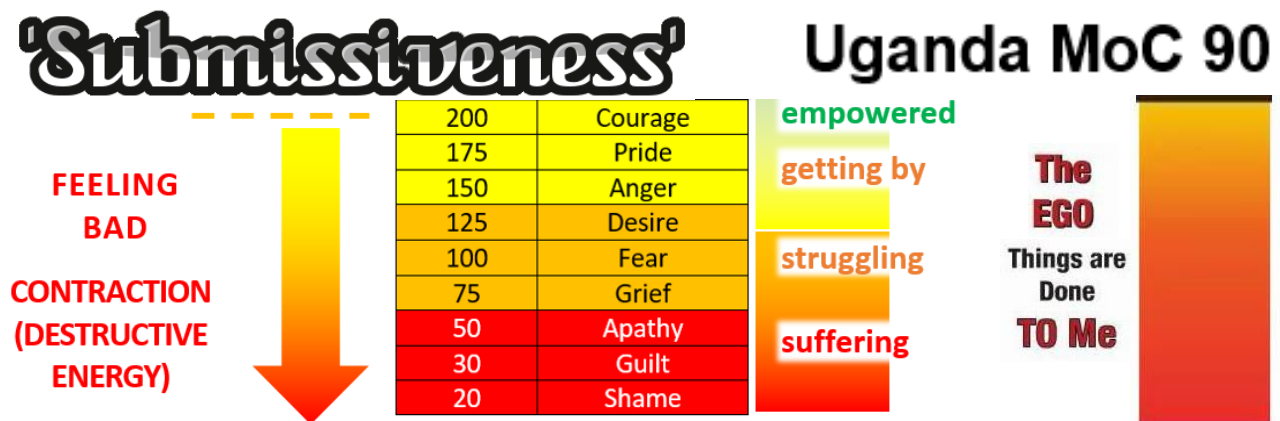 'Submissiveness'
Uganda MoC 90
FEELING
BAD
CONTRACTION
(DESTRUCTIVE
ENERGY)
200 Courage
175 Pride
150 Anger
125 Desire
100 Fear
75 Grief
50 Apathy
30 Guilt
20 Shame
empowered
getting by
struggling
suffering
The
EGO
Things are
Done
TO Me